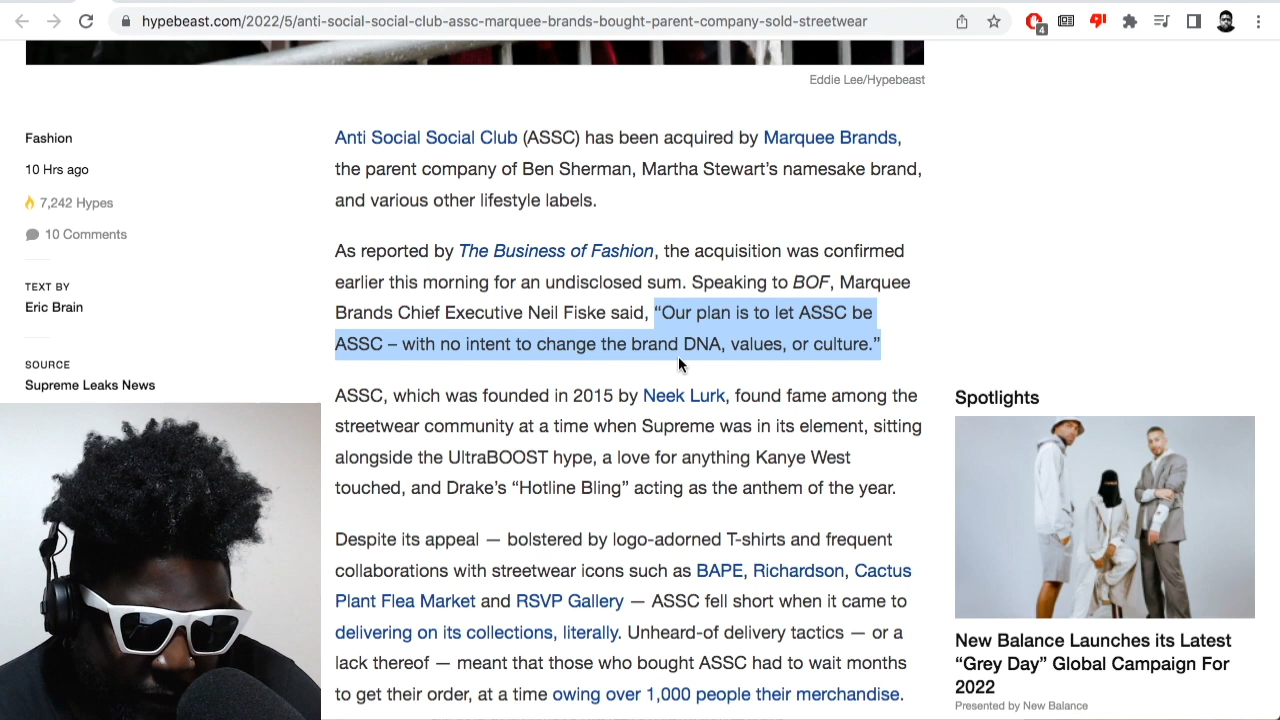 hypebeast.com/2022/5/anti-social-social-club-assc-marquee-brands-bought-parent-company-sold-streetwear
4
Eddie Lee/Hypebeast
Fashion
10 Hrs ago
7,242 Hypes
10 Comments
TEXT BY
Eric Brain
SOURCE
Supreme Leaks News
Anti Social Social Club (ASSC) has been acquired by Marquee Brands,
the parent company of Ben Sherman, Martha Stewart’s namesake brand,
and various other lifestyle labels.
As reported by The Business of Fashion, the acquisition was confirmed
earlier this morning for an undisclosed sum. Speaking to BOF, Marquee
Brands Chief Executive Neil Fiske said, “Our plan is to let ASSC be
ASSC – with no intent to change the brand DNA, values, or culture.”
ASSC, which was founded in 2015 by Neek Lurk, found fame among the
streetwear community at a time when Supreme was in its element, sitting
alongside the UltraBOOST hype, a love for anything Kanye West
touched, and Drake’s “Hotline Bling” acting as the anthem of the year.
Despite its appeal — bolstered by logo-adorned T-shirts and frequent
collaborations with streetwear icons such as BAPE, Richardson, Cactus
Plant Flea Market and RSVP Gallery — ASSC fell short when it came to
delivering on its collections, literally. Unheard-of delivery tactics — or a
lack thereof — meant that those who bought ASSC had to wait months
to get their order, at a time owing over 1,000 people their merchandise.
Spotlights
New Balance Launches its Latest
“Grey Day” Global Campaign For
2022
Presented by New Balance